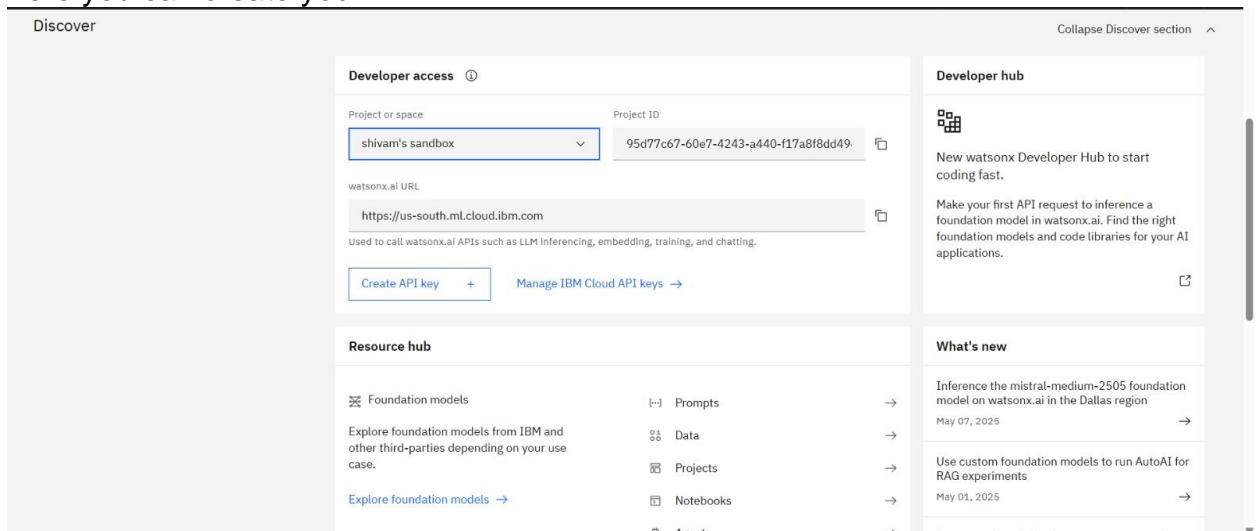 Discover
Collapse Discover section
Developer access
Project or space
Project ID
shivam's sandbox
95d77c67-60e7-4243-a440-f17a8f8dd49
watsonx.ai URL
https://us-south.ml.cloud.ibm.com
Used to call watsonx.ai APIs such as LLM inferencing, embedding, training, and chatting.
Create API key +
Manage IBM Cloud API keys →
Developer hub
New watsonx Developer Hub to start
coding fast.
Make your first API request to inference a
foundation model in watsonx.ai. Find the right
foundation models and code libraries for your AI
applications.
Resource hub
Foundation models
Explore foundation models from IBM and
other third-parties depending on your use
case.
Explore foundation models →
Prompts →
Data →
Projects →
Notebooks →
What's new
Inference the mistral-medium-2505 foundation
model on watsonx.ai in the Dallas region
May 07, 2025 →
Use custom foundation models to run AutoAI for
RAG experiments
May 01, 2025 →